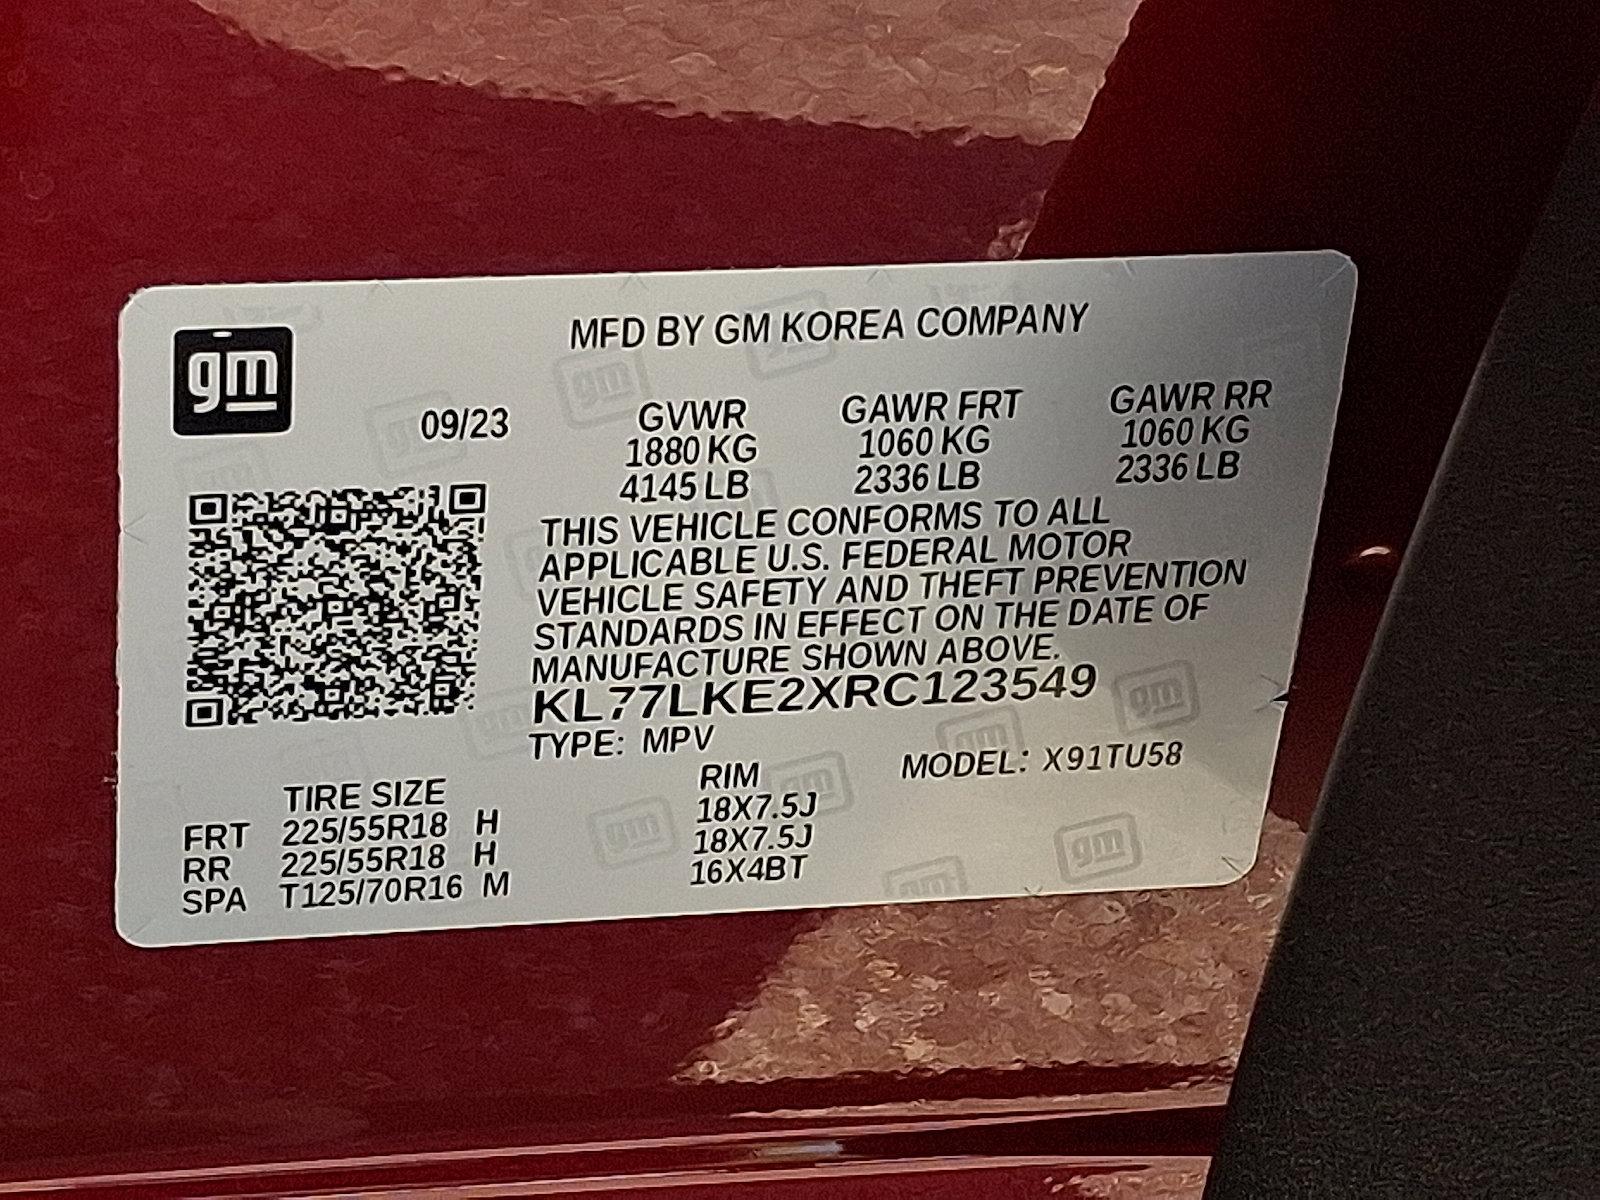 gm
MFD BY GM KOREA COMPANY
09/23 GVWR GAWR FRT GAWR RR
1880 KG 1060 KG 1060 KG
4145 LB 2336 LB 2336 LB
THIS VEHICLE CONFORMS TO ALL
APPLICABLE U.S. FEDERAL MOTOR
VEHICLE SAFETY AND THEFT PREVENTION
STANDARDS IN EFFECT ON THE DATE OF
MANUFACTURE SHOWN ABOVE.
KL77LKE2XRC123549
TYPE: MPV MODEL: X91TU58
TIRE SIZE RIM
FRT 225/55R18 H 18X7.5J
RR 225/55R18 H 18X7.5J
SPA T125/70R16 M 16X4BT